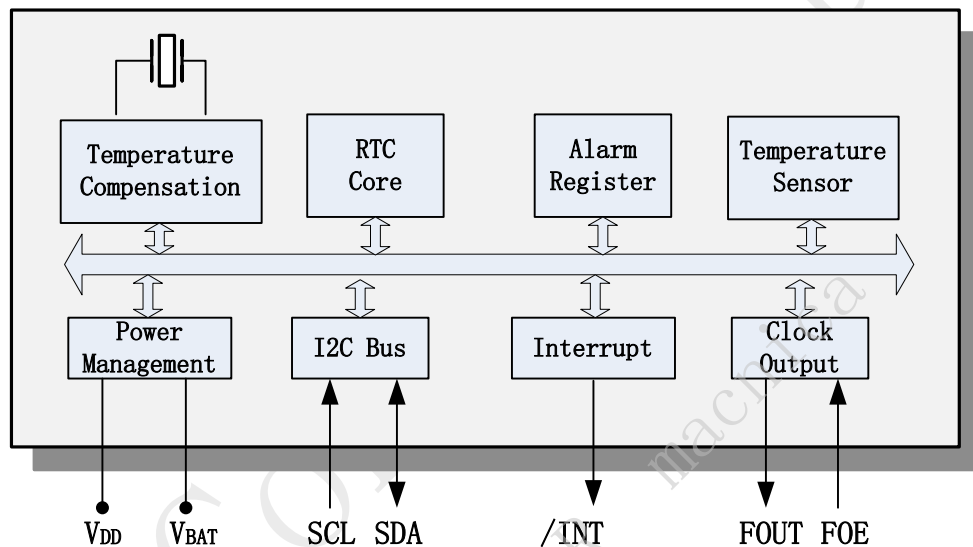 Temperature
Compensation
RTC
Core
Alarm
Register
Temperature
Sensor
Power
Management
I2C Bus
Interrupt
Clock
Output
VDD
VBAT
SCL SDA
/INT
FOUT FOE
macnica